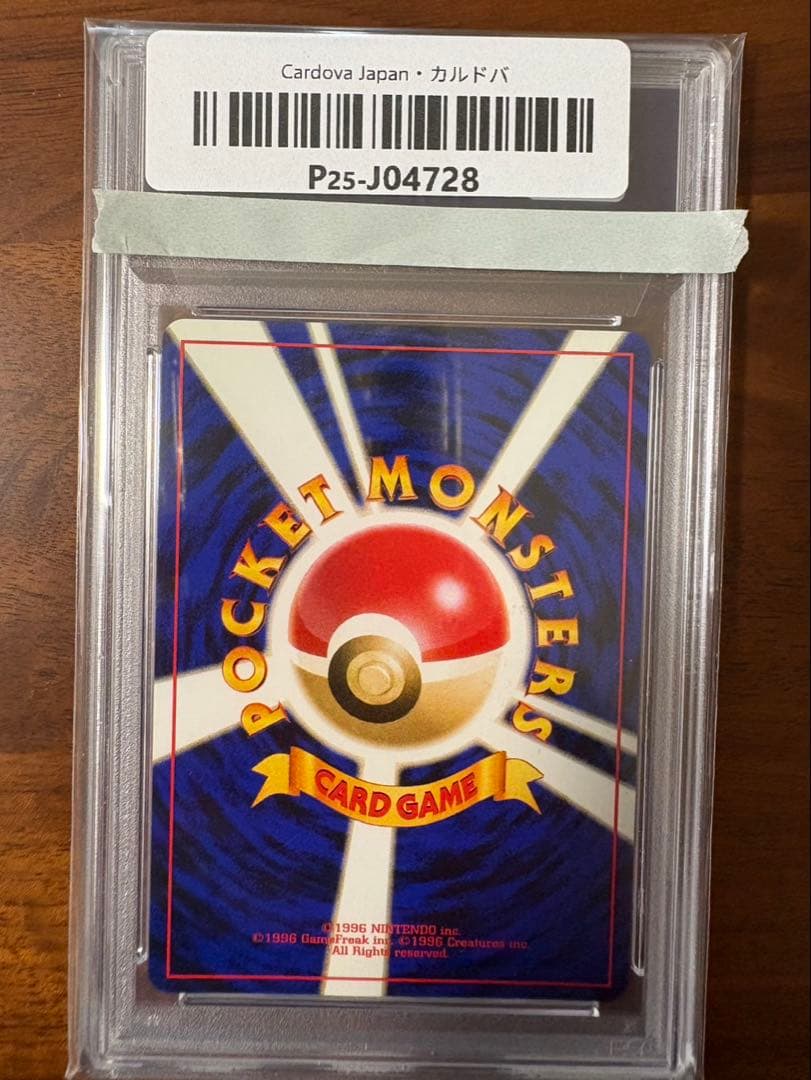 Cardova Japan・カルドバ
P25-J04728
POCKET MONSTERS
CARD GAME
©1996 NINTENDO inc.
©1996 GameFreak inc. ©1996 Creatures inc.
All Rights reserved.